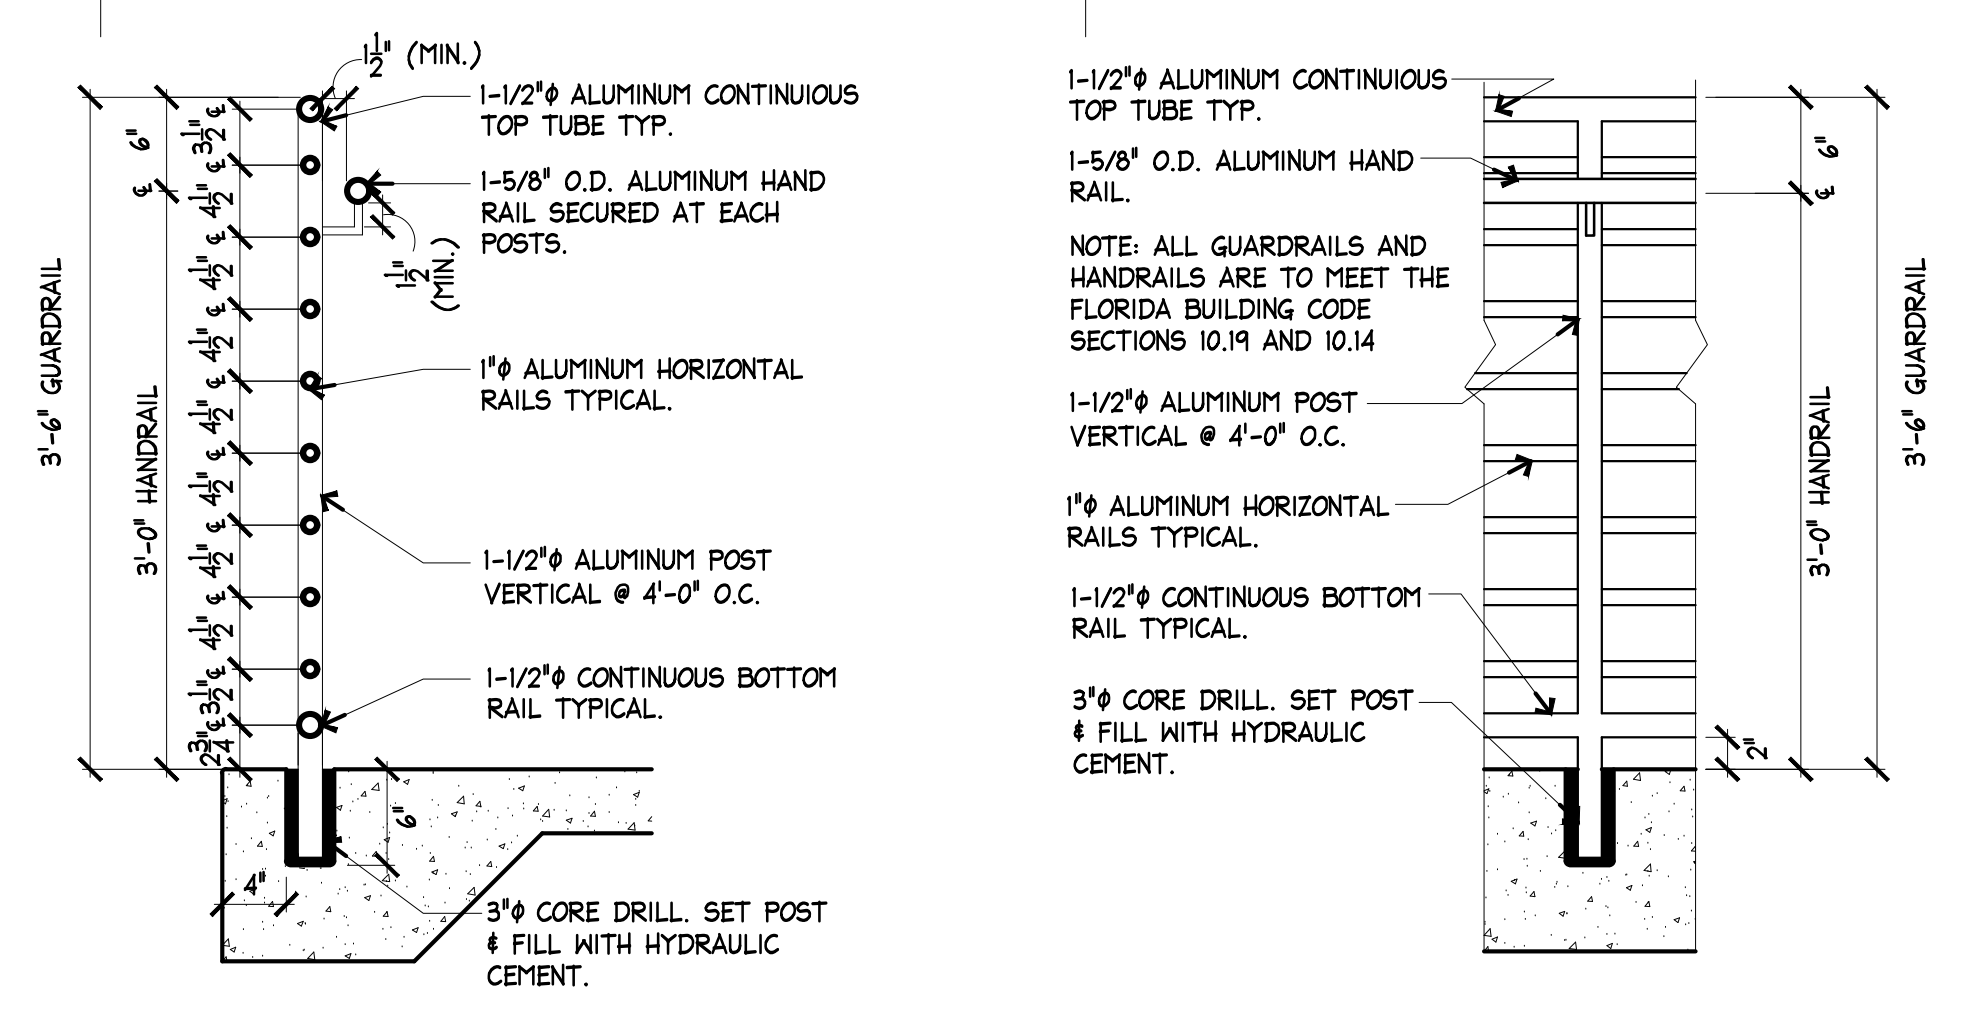 1 1/2" (MIN.)
1-1/2"ϕ ALUMINUM CONTINUIOUS
TOP TUBE TYP.
1-5/8" O.D. ALUMINUM HAND
RAIL SECURED AT EACH
POSTS.
1 1/2"
(MIN.)
1"ϕ ALUMINUM HORIZONTAL
RAILS TYPICAL.
1-1/2"ϕ ALUMINUM POST
VERTICAL @ 4'-0" O.C.
1-1/2"ϕ CONTINUOUS BOTTOM
RAIL TYPICAL.
3'-6" GUARDRAIL
3'-0" HANDRAIL
6"
℄
℄
3 1/2"
℄
4 1/2"
℄
4 1/2"
℄
4 1/2"
℄
4 1/2"
℄
4 1/2"
℄
4 1/2"
℄
4 1/2"
℄
3 1/2"
℄
2 3/4"
6"
4"
3"ϕ CORE DRILL. SET POST
& FILL WITH HYDRAULIC
CEMENT.
1-1/2"ϕ ALUMINUM CONTINUIOUS
TOP TUBE TYP.
1-5/8" O.D. ALUMINUM HAND
RAIL.
NOTE: ALL GUARDRAILS AND
HANDRAILS ARE TO MEET THE
FLORIDA BUILDING CODE
SECTIONS 10.19 AND 10.14
1-1/2"ϕ ALUMINUM POST
VERTICAL @ 4'-0" O.C.
1"ϕ ALUMINUM HORIZONTAL
RAILS TYPICAL.
1-1/2"ϕ CONTINUOUS BOTTOM
RAIL TYPICAL.
3"ϕ CORE DRILL. SET POST
& FILL WITH HYDRAULIC
CEMENT.
6"
℄
3'-0" HANDRAIL
3'-6" GUARDRAIL
2"